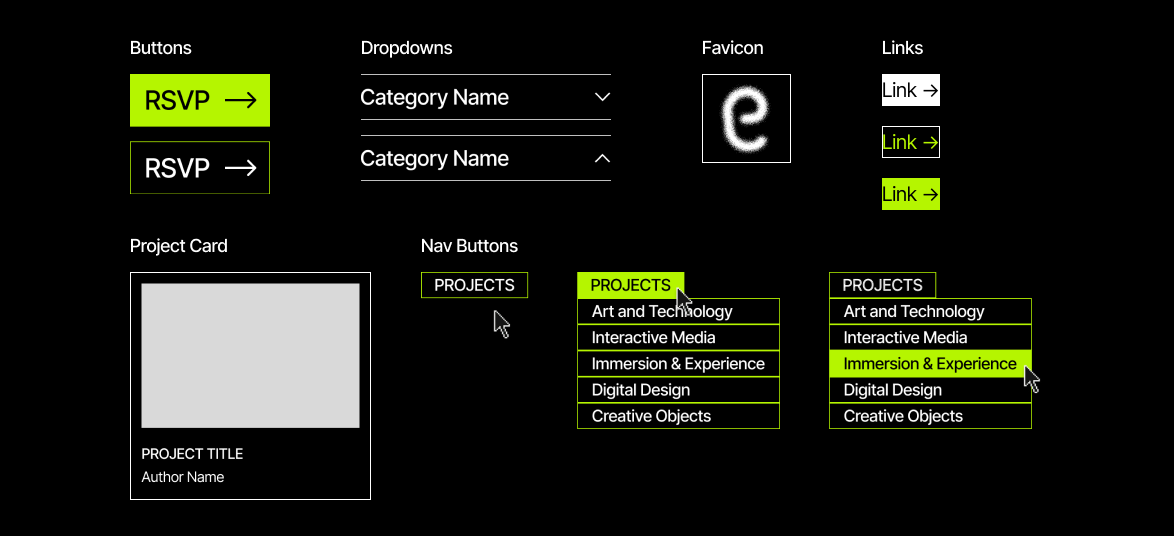 Buttons
RSVP →
RSVP →
Dropdowns
Category Name
Category Name
Favicon
e
Links
Link →
Link →
Link →
Project Card
PROJECT TITLE
Author Name
Nav Buttons
PROJECTS
PROJECTS
Art and Technology
Interactive Media
Immersion & Experience
Digital Design
Creative Objects
PROJECTS
Art and Technology
Interactive Media
Immersion & Experience
Digital Design
Creative Objects